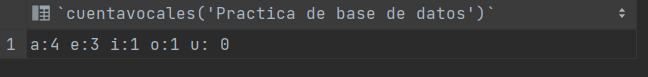 `cuentavocales('Practica de base de datos')`
1 a:4 e:3 i:1 o:1 u: 0